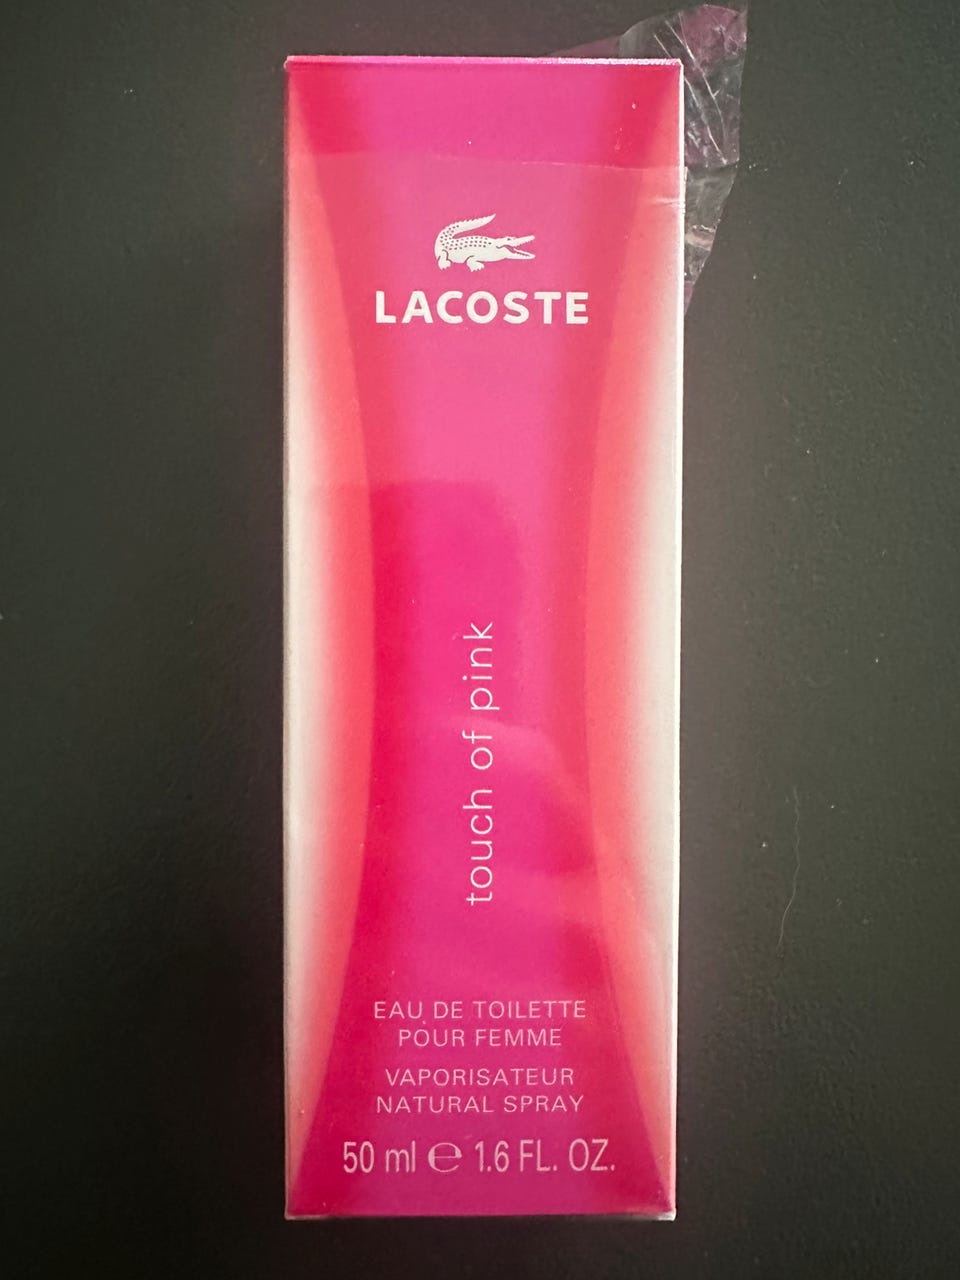 LACOSTE
touch of pink
EAU DE TOILETTE
POUR FEMME
VAPORISATEUR
NATURAL SPRAY
50 ml ℮ 1.6 FL. OZ.